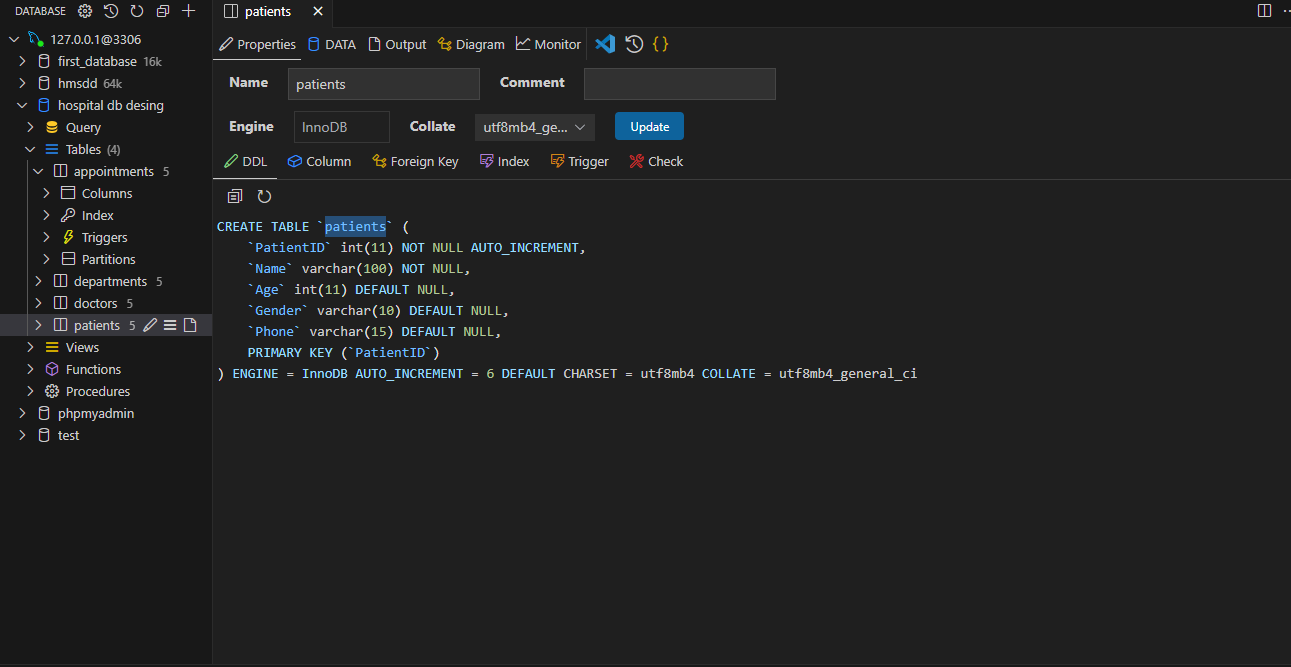 DATABASE
127.0.0.1@3306
first_database 16k
hmsdd 64k
hospital db desing
Query
Tables (4)
appointments 5
Columns
Index
Triggers
Partitions
departments 5
doctors 5
patients 5
Views
Functions
Procedures
phpmyadmin
test
patients
Properties DATA Output Diagram Monitor
Name patients Comment
Engine InnoDB Collate utf8mb4_ge... Update
DDL Column Foreign Key Index Trigger Check
CREATE TABLE `patients` (
`PatientID` int(11) NOT NULL AUTO_INCREMENT,
`Name` varchar(100) NOT NULL,
`Age` int(11) DEFAULT NULL,
`Gender` varchar(10) DEFAULT NULL,
`Phone` varchar(15) DEFAULT NULL,
PRIMARY KEY (`PatientID`)
) ENGINE = InnoDB AUTO_INCREMENT = 6 DEFAULT CHARSET = utf8mb4 COLLATE = utf8mb4_general_ci